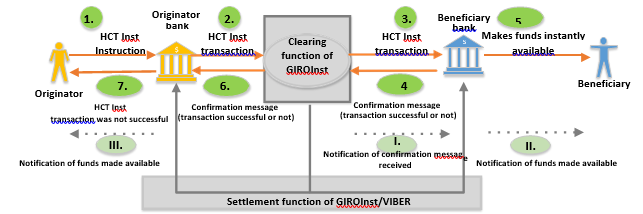 1.
Originator
bank
2.
3.
Beneficiary
bank
5.
HCT Inst
Instruction
HCT Inst
transaction
Clearing
function of
GIROInst
HCT Inst
transaction
Makes funds instantly
available
Originator
7.
6.
4
Beneficiary
HCT Inst
transaction was not successful
Confirmation message
(transaction successful or not)
Confirmation message
(transaction successful or not)
III.
I.
II.
Notification of funds made available
Notification of confirmation message
received
Notification of funds made available
Settlement function of GIROInst/VIBER